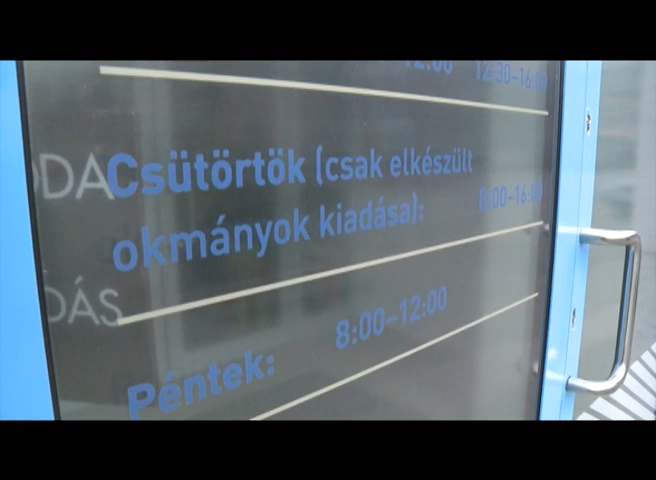 12:30–16:00
ODA
Csütörtök (csak elkészült
okmányok kiadása): 8:00–16:00
DÁS
Péntek: 8:00–12:00